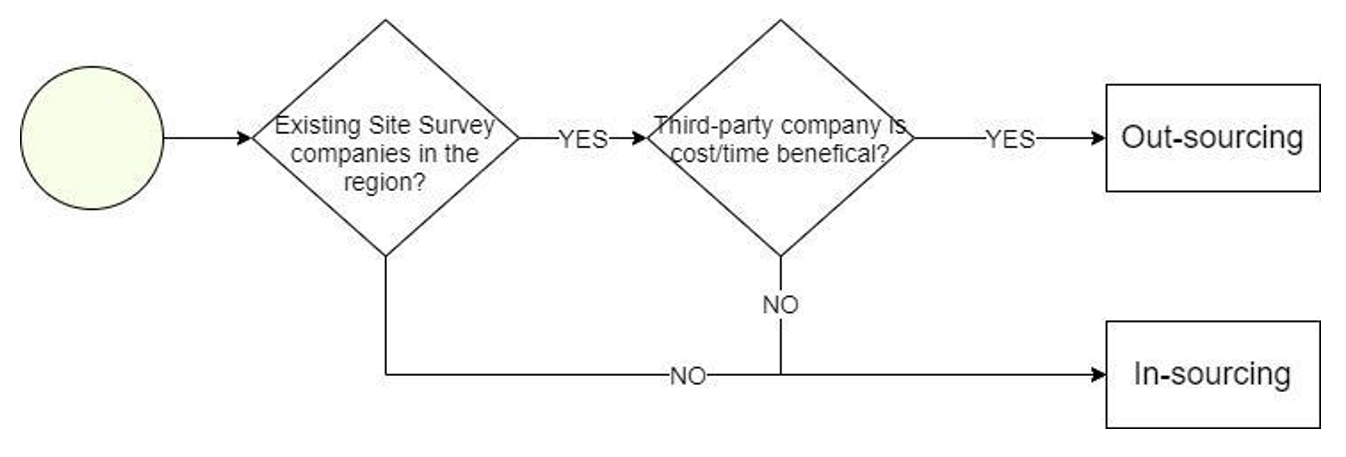 Existing Site Survey
companies in the
region?
YES
Third-party company is
cost/time benefical?
YES
Out-sourcing
NO
NO
In-sourcing